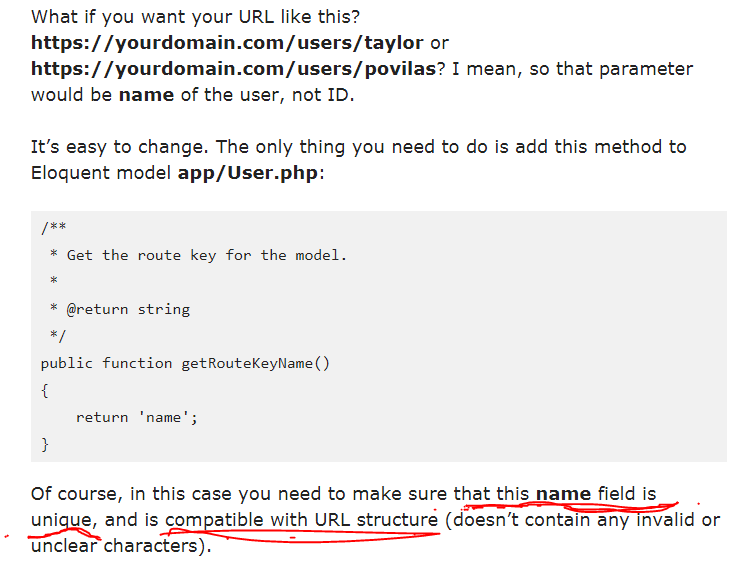 What if you want your URL like this?
https://yourdomain.com/users/taylor or
https://yourdomain.com/users/povilas? I mean, so that parameter
would be name of the user, not ID.
It’s easy to change. The only thing you need to do is add this method to
Eloquent model app/User.php:
/**
 * Get the route key for the model.
 *
 * @return string
 */
public function getRouteKeyName()
{
    return 'name';
}
Of course, in this case you need to make sure that this name field is
unique, and is compatible with URL structure (doesn’t contain any invalid or
unclear characters).